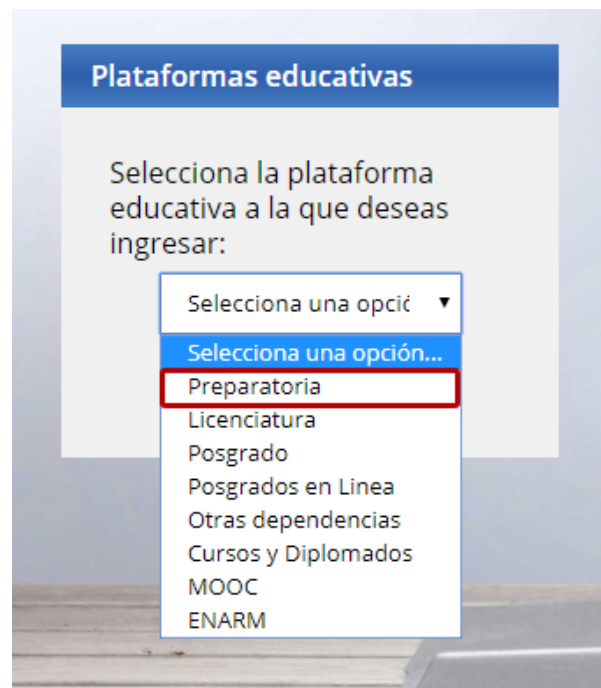 Plataformas educativas
Selecciona la plataforma
educativa a la que deseas
ingresar:
Selecciona una opció
Selecciona una opción...
Preparatoria
Licenciatura
Posgrado
Posgrados en Linea
Otras dependencias
Cursos y Diplomados
MOOC
ENARM